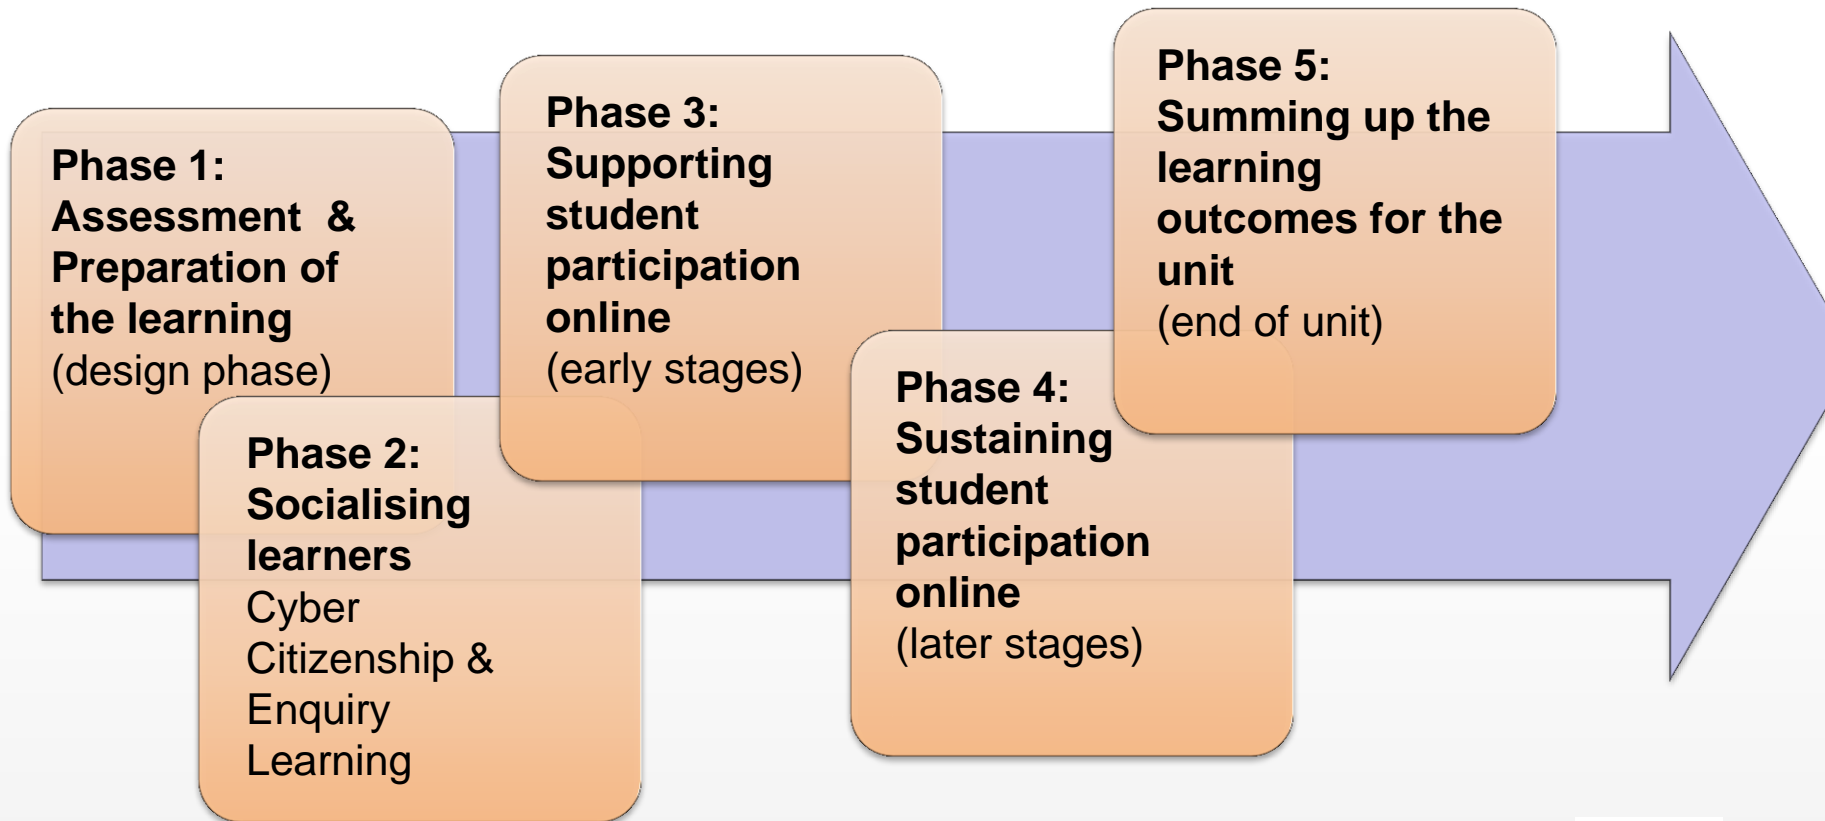 Phase 1:
Assessment & 
Preparation of
the learning
(design phase)
Phase 2:
Socialising
learners
Cyber
Citizenship &
Enquiry
Learning
Phase 3:
Supporting
student
participation
online
(early stages)
Phase 4:
Sustaining
student
participation
online
(later stages)
Phase 5:
Summing up the
learning
outcomes for the
unit
(end of unit)